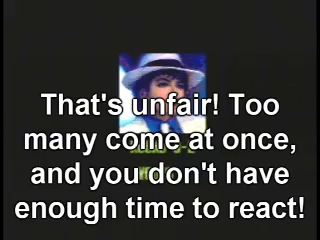 That's unfair! Too
many come at once,
and you don't have
enough time to react!